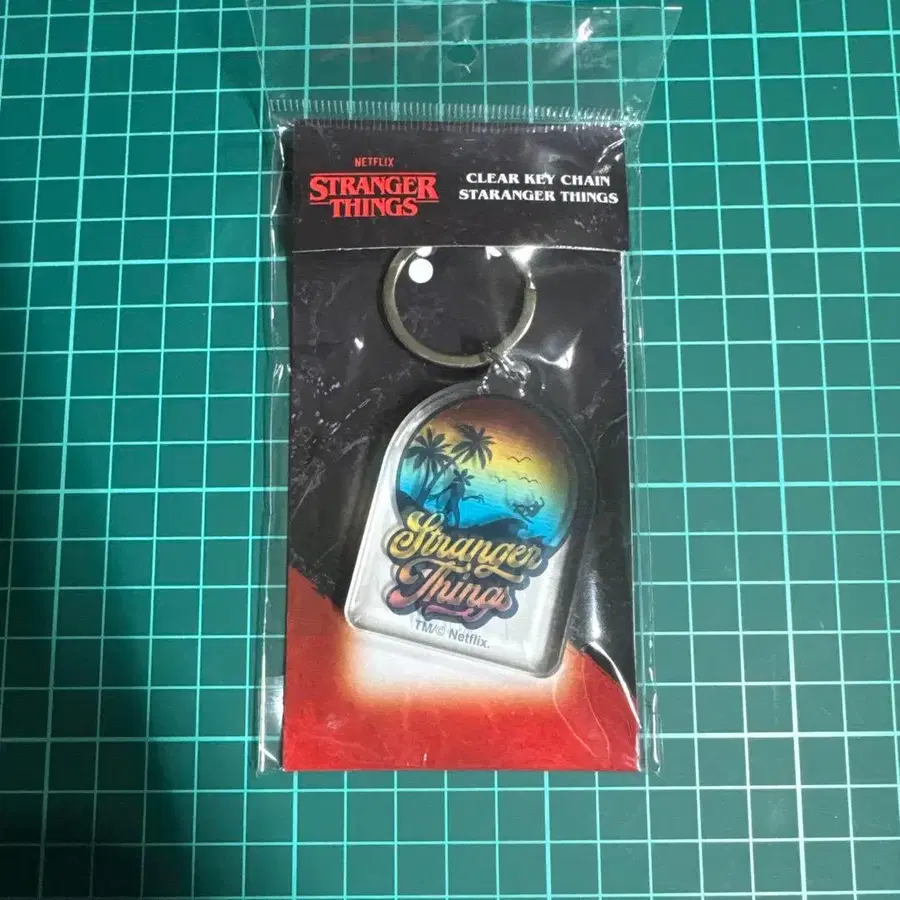 NETFLIX
STRANGER
THINGS
CLEAR KEY CHAIN
STARANGER THINGS
Stranger
Things
TM/© Netflix.